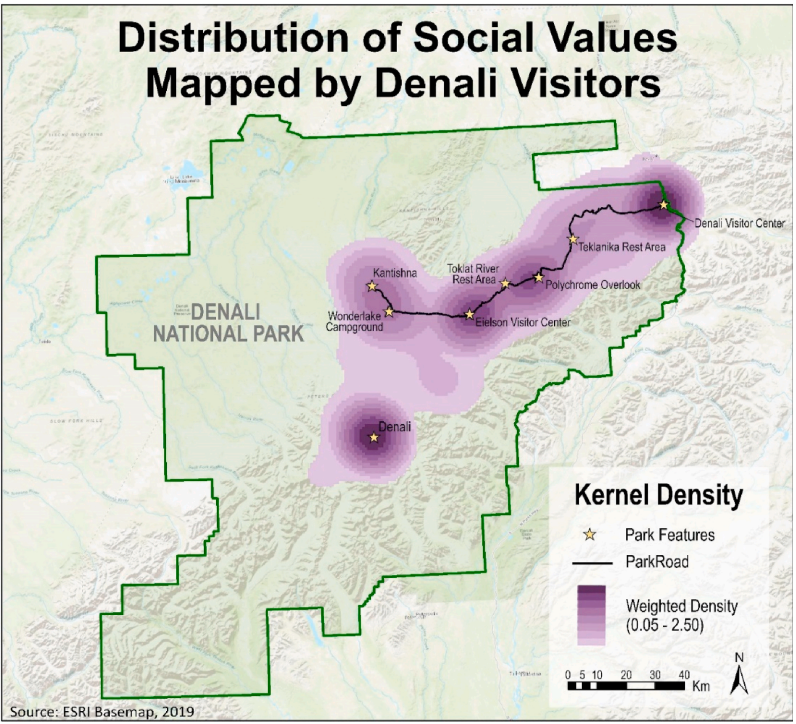 Distribution of Social Values
Mapped by Denali Visitors
Denali Visitor Center
Teklanika Rest Area
Toklat River
Rest Area
Polychrome Overlook
Kantishna
Wonderlake
Campground
Eielson Visitor Center
DENALI
NATIONAL PARK
Denali
Kernel Density
Park Features
ParkRoad
Weighted Density
(0.05 - 2.50)
N
0 5 10 20 30 40
Km
Source: ESRI Basemap, 2019